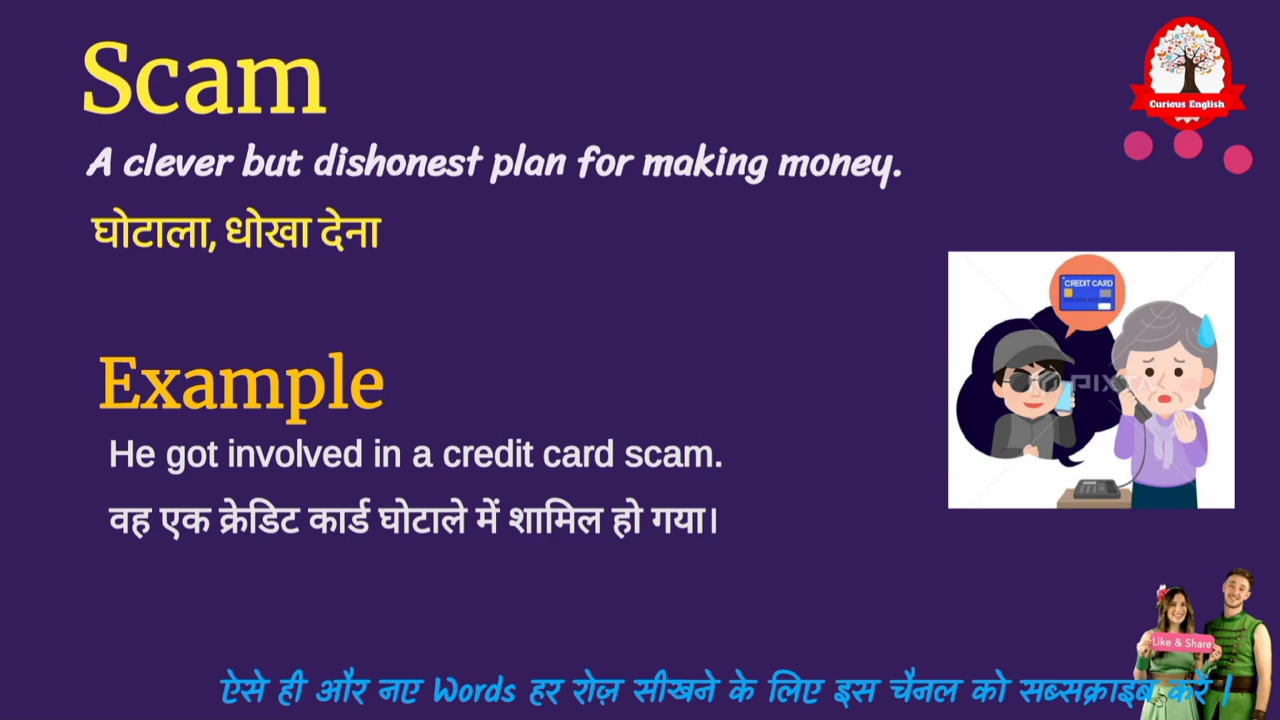 Scam
Curious English
A clever but dishonest plan for making money.
घोटाला, धोखा देना
CREDIT CARD
PIXTA
Example
He got involved in a credit card scam.
वह एक क्रेडिट कार्ड घोटाले में शामिल हो गया।
Like & Share
ऐसे ही और नए Words हर रोज़ सीखने के लिए इस चैनल को सब्सक्राइब करें |